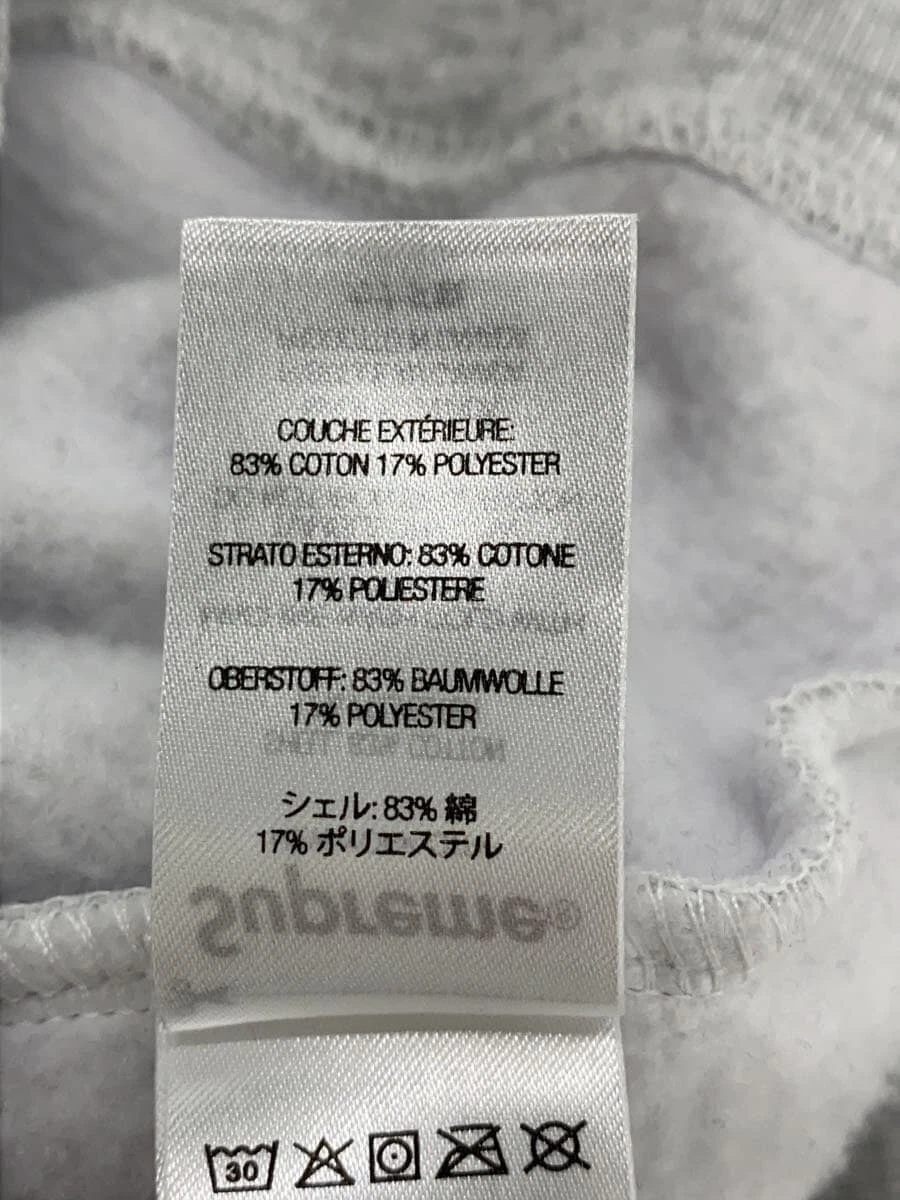 COUCHE EXTÉRIEURE:
83% COTON 17% POLYESTER
STRATO ESTERNO: 83% COTONE
17% POLIESTERE
OBERSTOFF: 83% BAUMWOLLE
17% POLYESTER
シェル: 83% 綿
17% ポリエステル
Supreme®
30